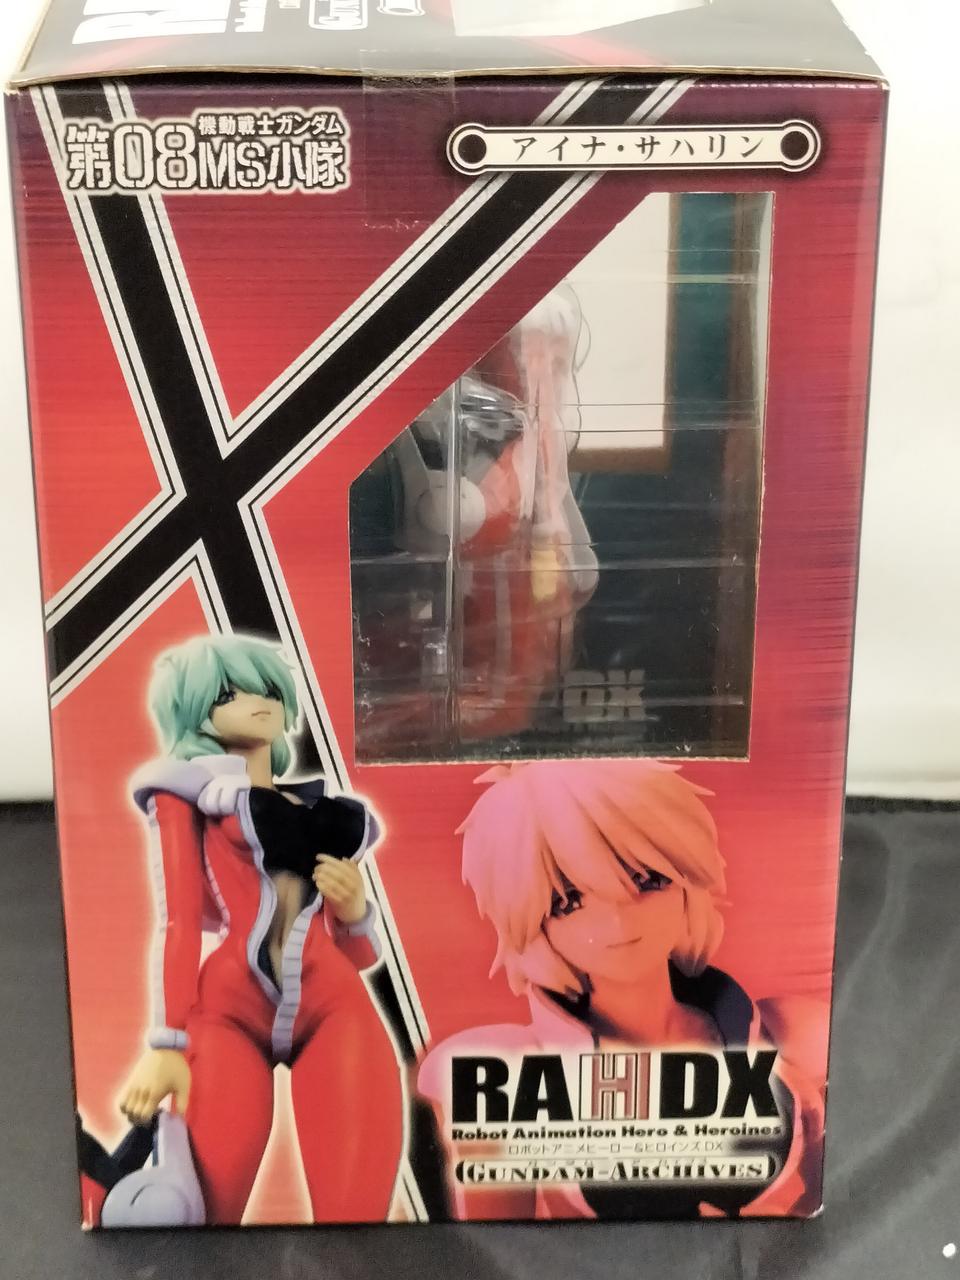 機動戦士ガンダム
第08MS小隊
アイナ・サハリン
DX
RAHDX
Robot Animation Hero & Heroines
ロボットアニメヒーロー&ヒロインズDX
GUNDAM-ARCHIVES